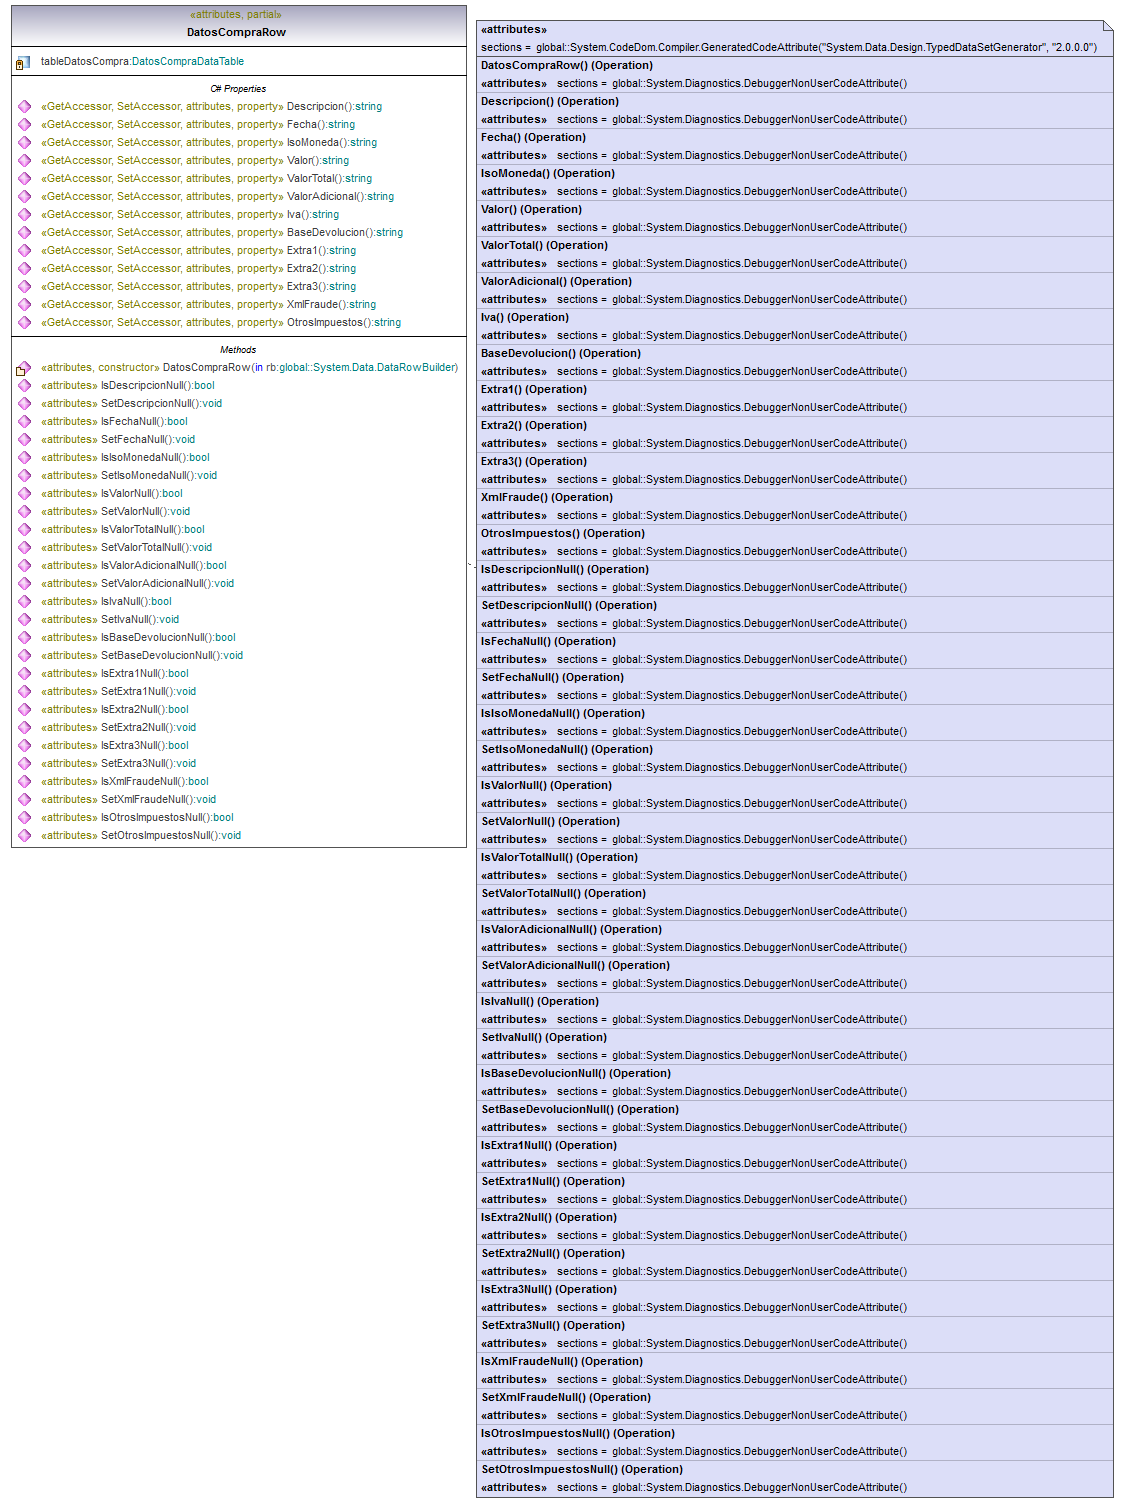 «attributes, partial»
DatosCompraRow
tableDatosCompra:DatosCompraDataTable
C# Properties
«GetAccessor, SetAccessor, attributes, property» Descripcion():string
«GetAccessor, SetAccessor, attributes, property» Fecha():string
«GetAccessor, SetAccessor, attributes, property» IsoMoneda():string
«GetAccessor, SetAccessor, attributes, property» Valor():string
«GetAccessor, SetAccessor, attributes, property» ValorTotal():string
«GetAccessor, SetAccessor, attributes, property» ValorAdicional():string
«GetAccessor, SetAccessor, attributes, property» Iva():string
«GetAccessor, SetAccessor, attributes, property» BaseDevolucion():string
«GetAccessor, SetAccessor, attributes, property» Extra1():string
«GetAccessor, SetAccessor, attributes, property» Extra2():string
«GetAccessor, SetAccessor, attributes, property» Extra3():string
«GetAccessor, SetAccessor, attributes, property» XmlFraude():string
«GetAccessor, SetAccessor, attributes, property» OtrosImpuestos():string
Methods
«attributes, constructor» DatosCompraRow(in rb:global::System.Data.DataRowBuilder)
«attributes» IsDescripcionNull():bool
«attributes» SetDescripcionNull():void
«attributes» IsFechaNull():bool
«attributes» SetFechaNull():void
«attributes» IsIsoMonedaNull():bool
«attributes» SetIsoMonedaNull():void
«attributes» IsValorNull():bool
«attributes» SetValorNull():void
«attributes» IsValorTotalNull():bool
«attributes» SetValorTotalNull():void
«attributes» IsValorAdicionalNull():bool
«attributes» SetValorAdicionalNull():void
«attributes» IsIvaNull():bool
«attributes» SetIvaNull():void
«attributes» IsBaseDevolucionNull():bool
«attributes» SetBaseDevolucionNull():void
«attributes» IsExtra1Null():bool
«attributes» SetExtra1Null():void
«attributes» IsExtra2Null():bool
«attributes» SetExtra2Null():void
«attributes» IsExtra3Null():bool
«attributes» SetExtra3Null():void
«attributes» IsXmlFraudeNull():bool
«attributes» SetXmlFraudeNull():void
«attributes» IsOtrosImpuestosNull():bool
«attributes» SetOtrosImpuestosNull():void
«attributes»
sections = global::System.CodeDom.Compiler.GeneratedCodeAttribute("System.Data.Design.TypedDataSetGenerator", "2.0.0.0")
DatosCompraRow() (Operation)
«attributes» sections = global::System.Diagnostics.DebuggerNonUserCodeAttribute()
Descripcion() (Operation)
«attributes» sections = global::System.Diagnostics.DebuggerNonUserCodeAttribute()
Fecha() (Operation)
«attributes» sections = global::System.Diagnostics.DebuggerNonUserCodeAttribute()
IsoMoneda() (Operation)
«attributes» sections = global::System.Diagnostics.DebuggerNonUserCodeAttribute()
Valor() (Operation)
«attributes» sections = global::System.Diagnostics.DebuggerNonUserCodeAttribute()
ValorTotal() (Operation)
«attributes» sections = global::System.Diagnostics.DebuggerNonUserCodeAttribute()
ValorAdicional() (Operation)
«attributes» sections = global::System.Diagnostics.DebuggerNonUserCodeAttribute()
Iva() (Operation)
«attributes» sections = global::System.Diagnostics.DebuggerNonUserCodeAttribute()
BaseDevolucion() (Operation)
«attributes» sections = global::System.Diagnostics.DebuggerNonUserCodeAttribute()
Extra1() (Operation)
«attributes» sections = global::System.Diagnostics.DebuggerNonUserCodeAttribute()
Extra2() (Operation)
«attributes» sections = global::System.Diagnostics.DebuggerNonUserCodeAttribute()
Extra3() (Operation)
«attributes» sections = global::System.Diagnostics.DebuggerNonUserCodeAttribute()
XmlFraude() (Operation)
«attributes» sections = global::System.Diagnostics.DebuggerNonUserCodeAttribute()
OtrosImpuestos() (Operation)
«attributes» sections = global::System.Diagnostics.DebuggerNonUserCodeAttribute()
IsDescripcionNull() (Operation)
«attributes» sections = global::System.Diagnostics.DebuggerNonUserCodeAttribute()
SetDescripcionNull() (Operation)
«attributes» sections = global::System.Diagnostics.DebuggerNonUserCodeAttribute()
IsFechaNull() (Operation)
«attributes» sections = global::System.Diagnostics.DebuggerNonUserCodeAttribute()
SetFechaNull() (Operation)
«attributes» sections = global::System.Diagnostics.DebuggerNonUserCodeAttribute()
IsIsoMonedaNull() (Operation)
«attributes» sections = global::System.Diagnostics.DebuggerNonUserCodeAttribute()
SetIsoMonedaNull() (Operation)
«attributes» sections = global::System.Diagnostics.DebuggerNonUserCodeAttribute()
IsValorNull() (Operation)
«attributes» sections = global::System.Diagnostics.DebuggerNonUserCodeAttribute()
SetValorNull() (Operation)
«attributes» sections = global::System.Diagnostics.DebuggerNonUserCodeAttribute()
IsValorTotalNull() (Operation)
«attributes» sections = global::System.Diagnostics.DebuggerNonUserCodeAttribute()
SetValorTotalNull() (Operation)
«attributes» sections = global::System.Diagnostics.DebuggerNonUserCodeAttribute()
IsValorAdicionalNull() (Operation)
«attributes» sections = global::System.Diagnostics.DebuggerNonUserCodeAttribute()
SetValorAdicionalNull() (Operation)
«attributes» sections = global::System.Diagnostics.DebuggerNonUserCodeAttribute()
IsIvaNull() (Operation)
«attributes» sections = global::System.Diagnostics.DebuggerNonUserCodeAttribute()
SetIvaNull() (Operation)
«attributes» sections = global::System.Diagnostics.DebuggerNonUserCodeAttribute()
IsBaseDevolucionNull() (Operation)
«attributes» sections = global::System.Diagnostics.DebuggerNonUserCodeAttribute()
SetBaseDevolucionNull() (Operation)
«attributes» sections = global::System.Diagnostics.DebuggerNonUserCodeAttribute()
IsExtra1Null() (Operation)
«attributes» sections = global::System.Diagnostics.DebuggerNonUserCodeAttribute()
SetExtra1Null() (Operation)
«attributes» sections = global::System.Diagnostics.DebuggerNonUserCodeAttribute()
IsExtra2Null() (Operation)
«attributes» sections = global::System.Diagnostics.DebuggerNonUserCodeAttribute()
SetExtra2Null() (Operation)
«attributes» sections = global::System.Diagnostics.DebuggerNonUserCodeAttribute()
IsExtra3Null() (Operation)
«attributes» sections = global::System.Diagnostics.DebuggerNonUserCodeAttribute()
SetExtra3Null() (Operation)
«attributes» sections = global::System.Diagnostics.DebuggerNonUserCodeAttribute()
IsXmlFraudeNull() (Operation)
«attributes» sections = global::System.Diagnostics.DebuggerNonUserCodeAttribute()
SetXmlFraudeNull() (Operation)
«attributes» sections = global::System.Diagnostics.DebuggerNonUserCodeAttribute()
IsOtrosImpuestosNull() (Operation)
«attributes» sections = global::System.Diagnostics.DebuggerNonUserCodeAttribute()
SetOtrosImpuestosNull() (Operation)
«attributes» sections = global::System.Diagnostics.DebuggerNonUserCodeAttribute()